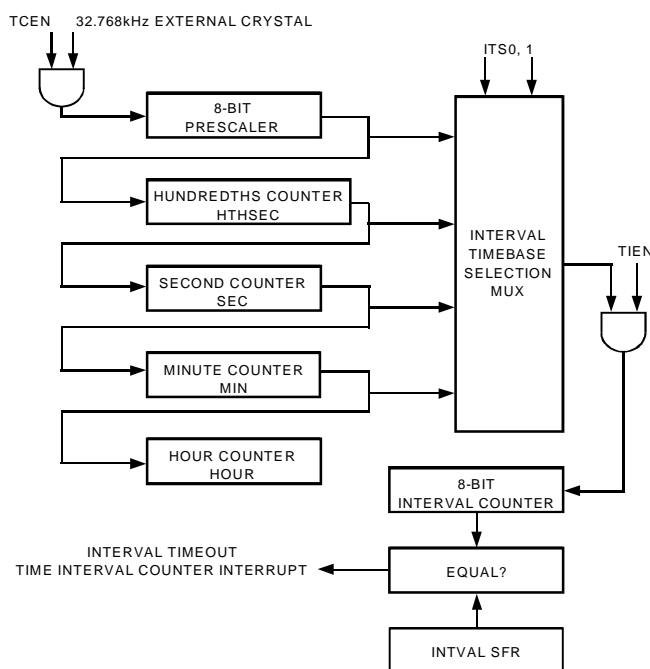 TCEN 32.768kHz EXTERNAL CRYSTAL
ITS0, 1
8-BIT
PRESCALER
HUNDREDTHS COUNTER
HTHSEC
INTERVAL
TIMEBASE
SELECTION
MUX
TIEN
SECOND COUNTER
SEC
MINUTE COUNTER
MIN
HOUR COUNTER
HOUR
8-BIT
INTERVAL COUNTER
INTERVAL TIMEOUT
TIME INTERVAL COUNTER INTERRUPT
EQUAL?
INTVAL SFR